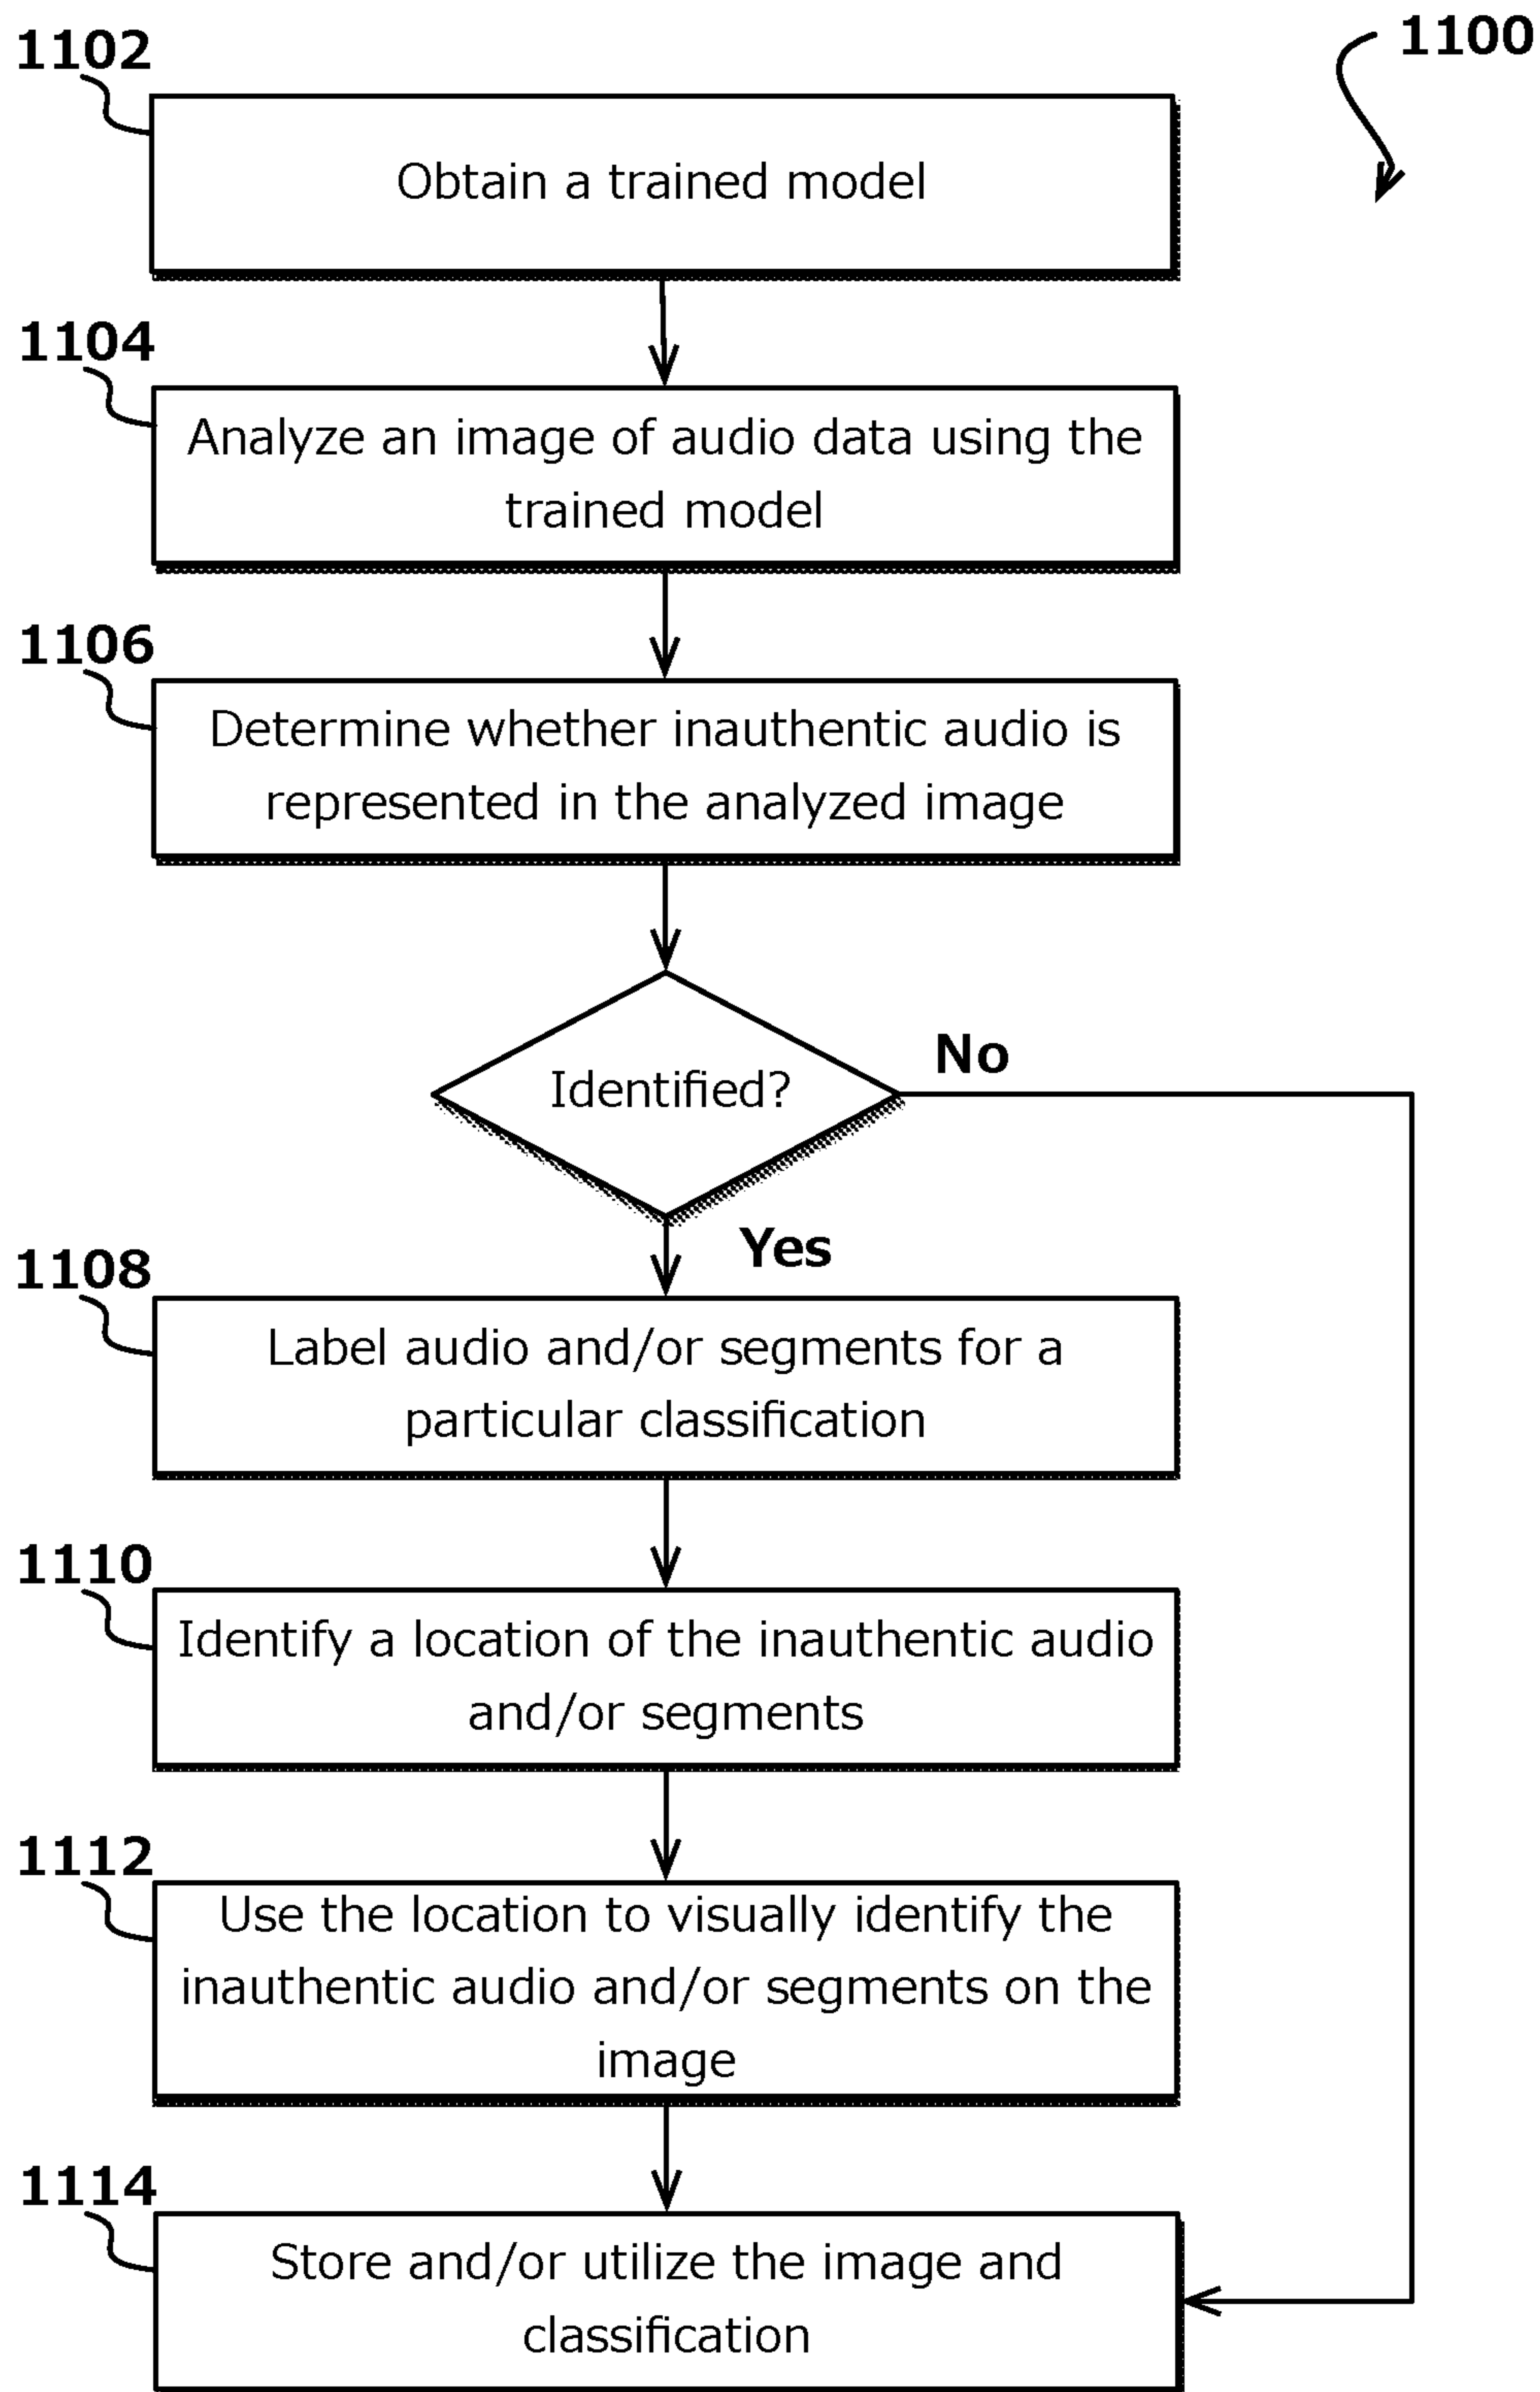 1100
1102
Obtain a trained model
1104
Analyze an image of audio data using the
trained model
1106
Determine whether inauthentic audio is
represented in the analyzed image
Identified?
No
Yes
1108
Label audio and/or segments for a
particular classification
1110
Identify a location of the inauthentic audio
and/or segments
1112
Use the location to visually identify the
inauthentic audio and/or segments on the
image
1114
Store and/or utilize the image and
classification